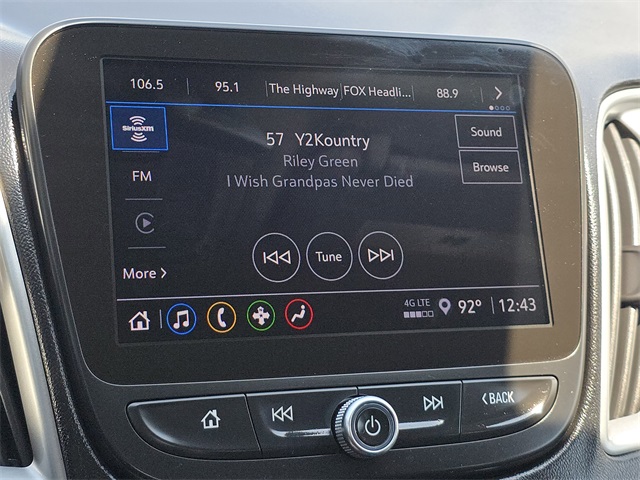 106.5 95.1 The Highway FOX Headli... 88.9
SiriusXM
57 Y2Kountry
Sound
Riley Green
Browse
FM
I Wish Grandpas Never Died
Tune
More
4G LTE
92° 12:43
BACK